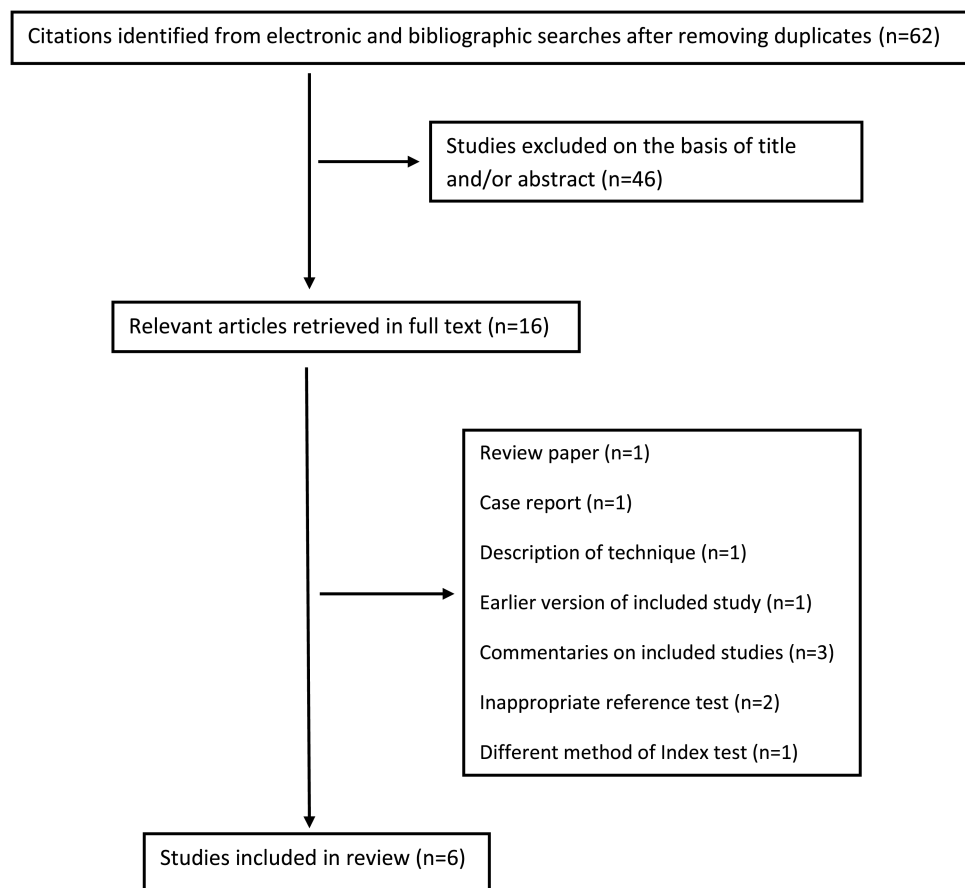 Citations identified from electronic and bibliographic searches after removing duplicates (n=62)
Studies excluded on the basis of title
and/or abstract (n=46)
Relevant articles retrieved in full text (n=16)
Review paper (n=1)
Case report (n=1)
Description of technique (n=1)
Earlier version of included study (n=1)
Commentaries on included studies (n=3)
Inappropriate reference test (n=2)
Different method of Index test (n=1)
Studies included in review (n=6)